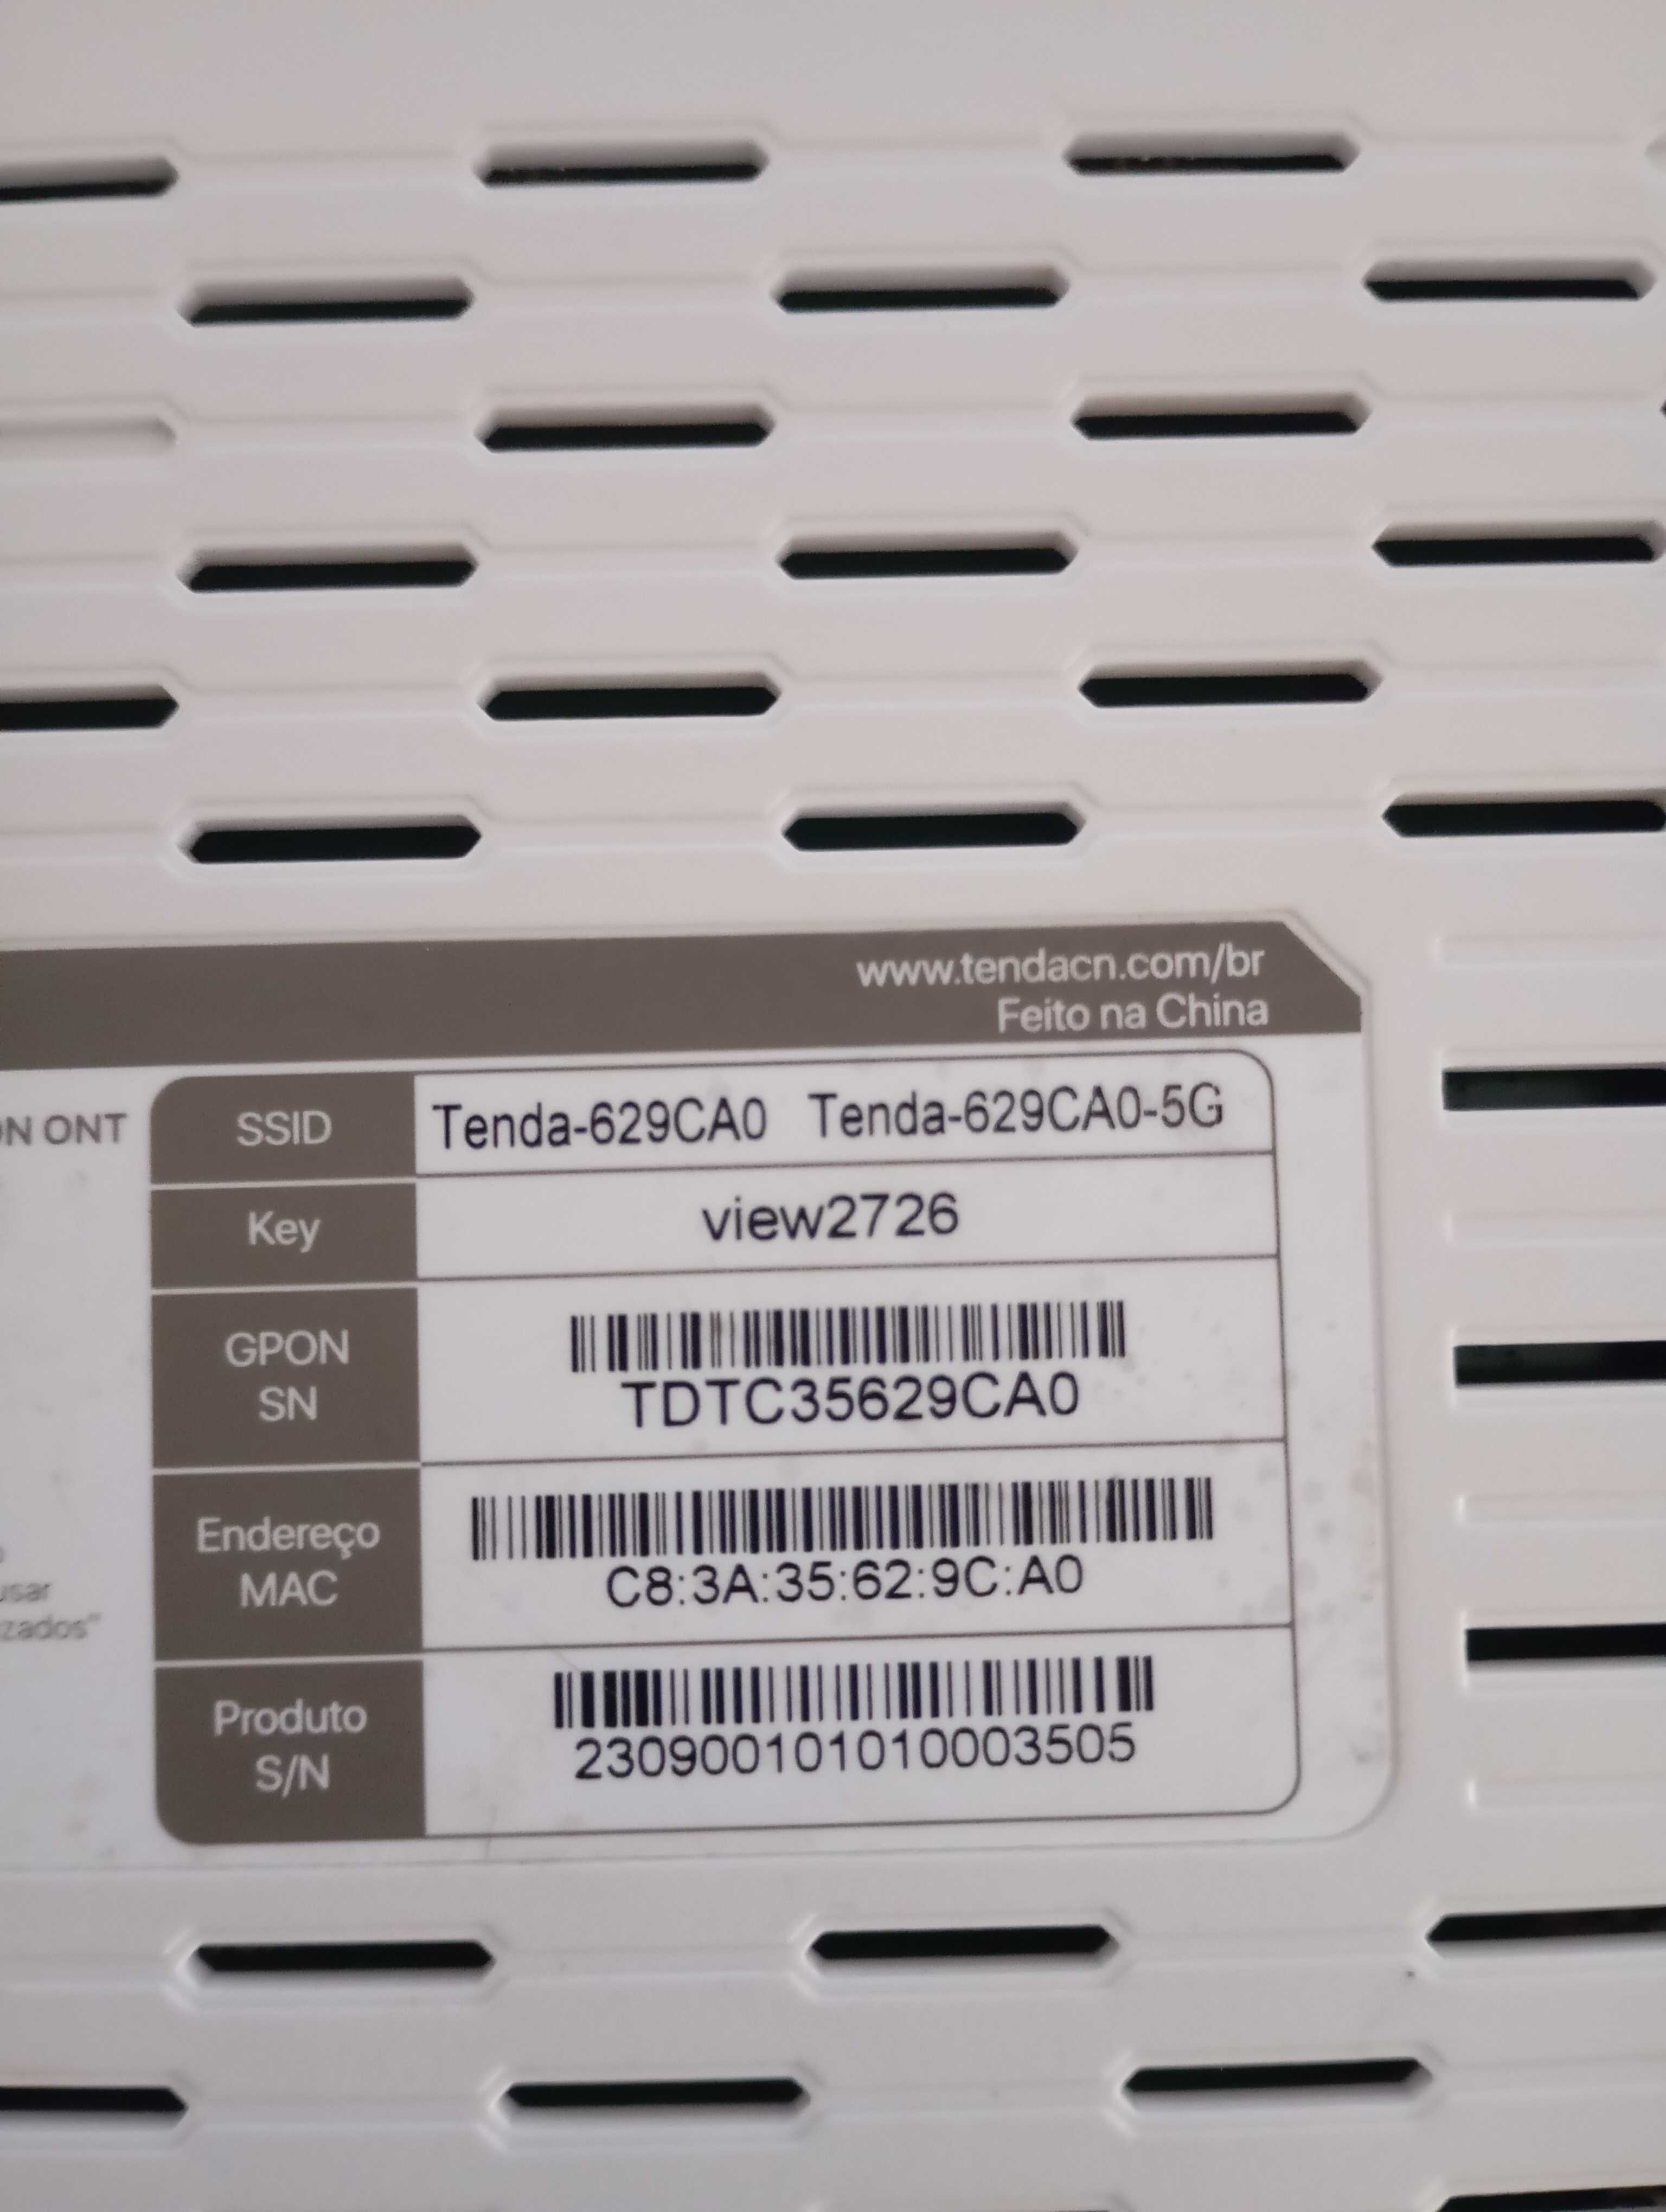 www.tendacn.com/br
Feito na China
ONT
SSID Tenda-629CA0 Tenda-629CA0-5G
Key view2726
GPON SN
TDTC35629CA0
Endereço MAC
C8:3A:35:62:9C:A0
Produto S/N
230900101010003505